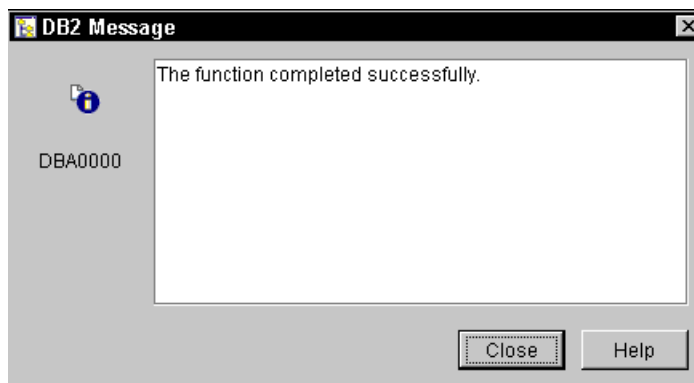 DB2 Message
The function completed successfully.
DBA0000
Close
Help